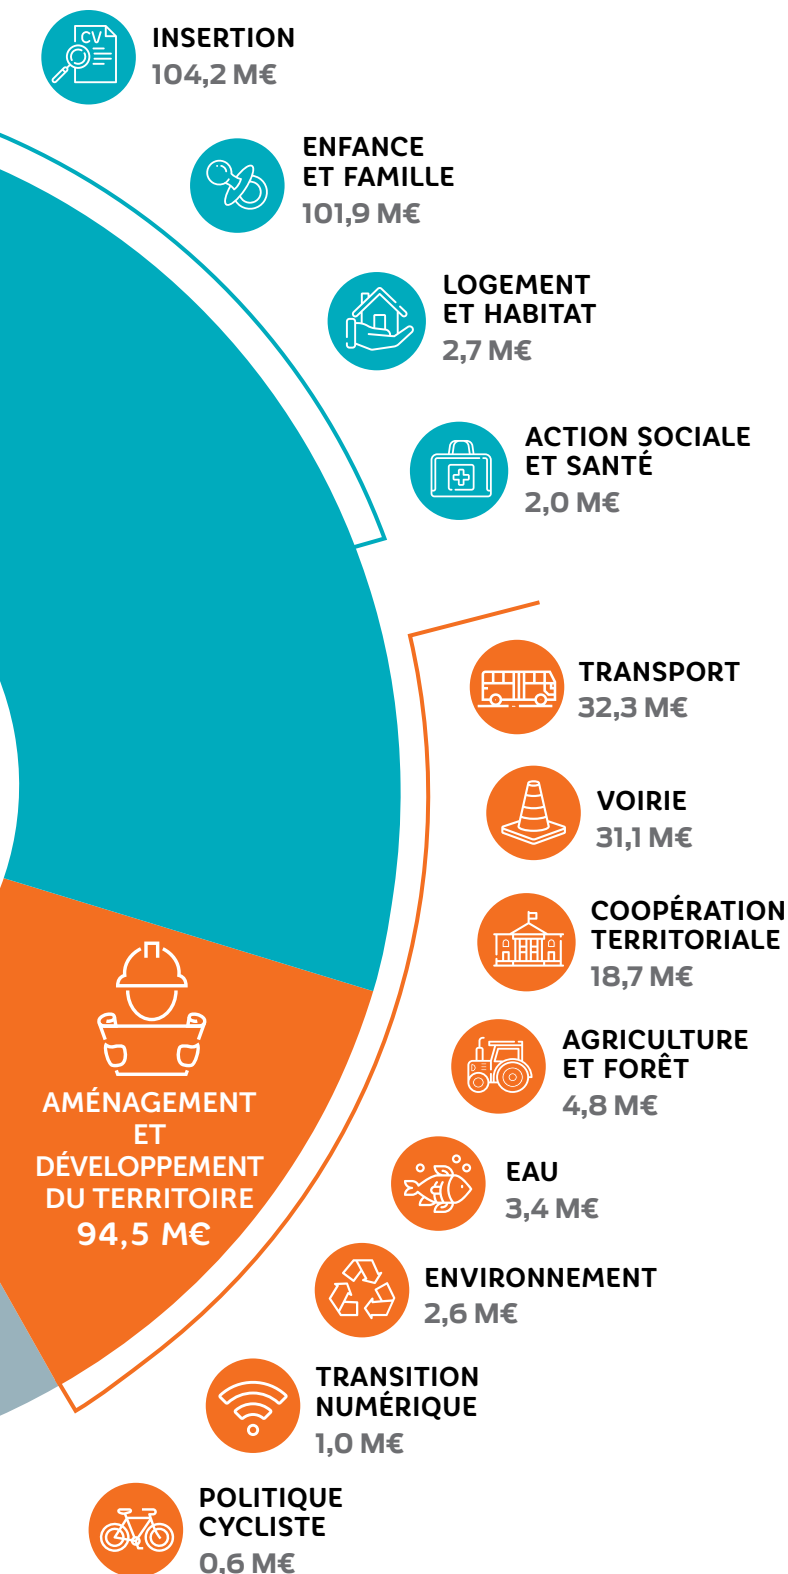 CV
INSERTION
104,2 M€
ENFANCE
ET FAMILLE
101,9 M€
LOGEMENT
ET HABITAT
2,7 M€
ACTION SOCIALE
ET SANTÉ
2,0 M€
TRANSPORT
32,3 M€
VOIRIE
31,1 M€
COOPÉRATION
TERRITORIALE
18,7 M€
AGRICULTURE
ET FORÊT
4,8 M€
AMÉNAGEMENT
ET
DÉVELOPPEMENT
DU TERRITOIRE
94,5 M€
EAU
3,4 M€
ENVIRONNEMENT
2,6 M€
TRANSITION
NUMÉRIQUE
1,0 M€
POLITIQUE
CYCLISTE
0,6 M€